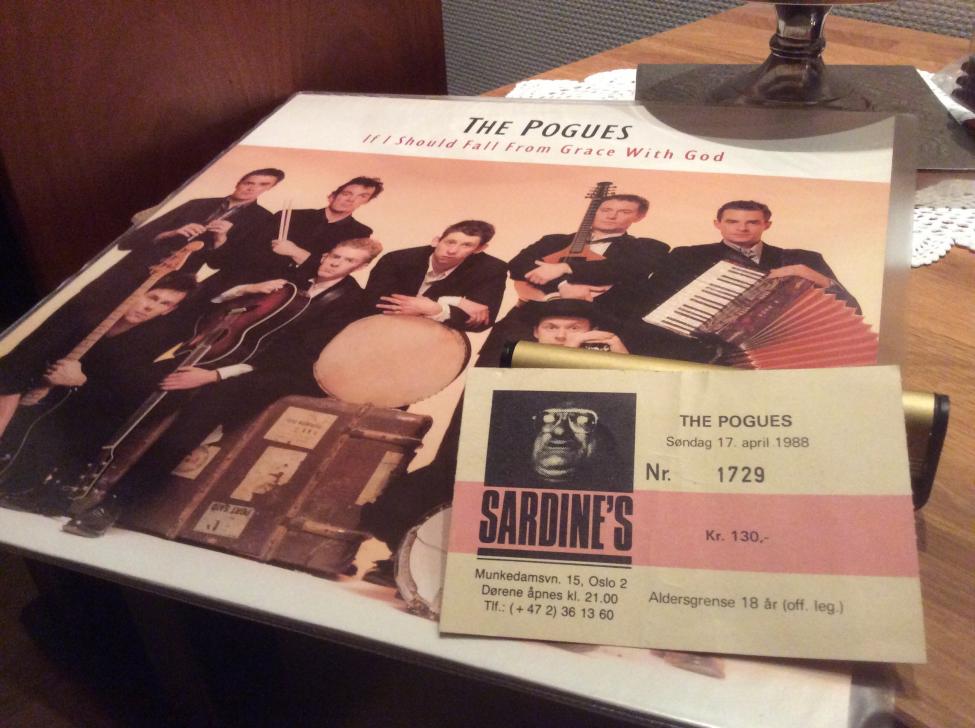 THE POGUES
If I Should Fall From Grace With God
PORT SAID
SARDINE'S
Munkedamsvn. 15, Oslo 2
Dørene åpnes kl. 21.00
Tlf.: (+47 2) 36 13 60
THE POGUES
Søndag 17. april 1988
Nr. 1729
Kr. 130,-
Aldersgrense 18 år (off. leg.)